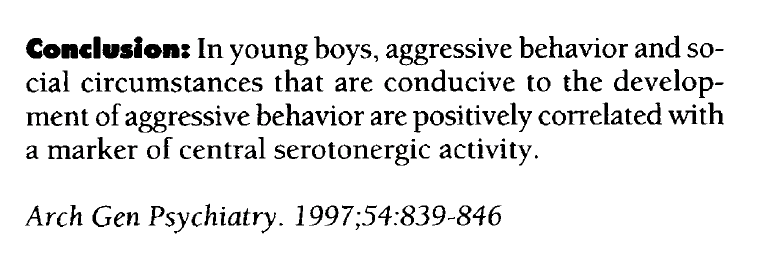 Conclusion: In young boys, aggressive behavior and so-
cial circumstances that are conducive to the develop-
ment of aggressive behavior are positively correlated with
a marker of central serotonergic activity.
Arch Gen Psychiatry. 1997;54:839-846